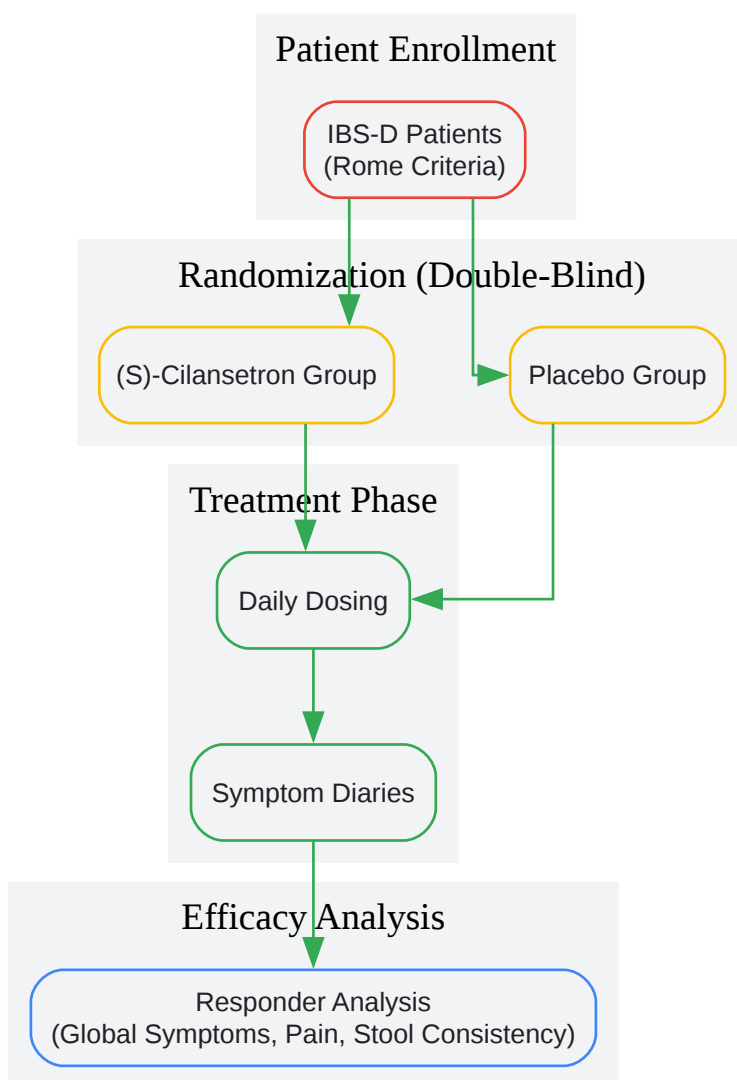 Patient Enrollment
IBS-D Patients
(Rome Criteria)
Randomization (Double-Blind)
(S)-Cilansetron Group
Placebo Group
Treatment Phase
Daily Dosing
Symptom Diaries
Efficacy Analysis
Responder Analysis
(Global Symptoms, Pain, Stool Consistency)